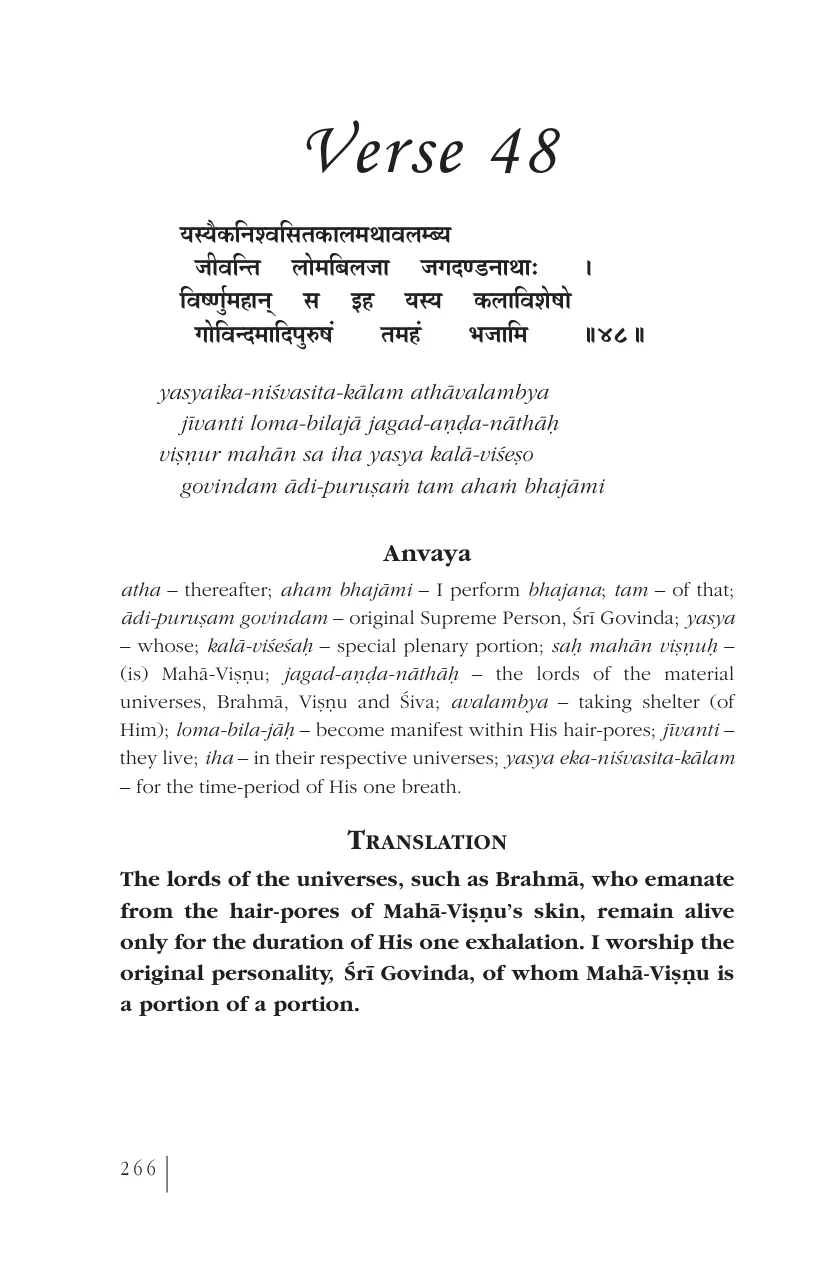 Verse 48
यस्यैकनिश्वसितकालमथावलम्ब्य
जीवन्ति लोमबिलजा जगदण्डनाथाः ।
विर्ष्णुमहान् स इह यस्य कलाविशेषो
गोविन्दमादिपुरुषं तमहं भजामि ॥४८॥
yasyaika-niśvasita-kālam athāvalambya
jīvanti loma-bilajā jagad-aṇḍa-nāthāḥ
viṣṇur mahān sa iha yasya kalā-viśeṣo
govindam ādi-puruṣaṁ tam ahaṁ bhajāmi
Anvaya
atha – thereafter; aham bhajāmi – I perform bhajana; tam – of that;
ādi-puruṣam govindam – original Supreme Person, Śrī Govinda; yasya
– whose; kalā-viśeśaḥ – special plenary portion; saḥ mahān viṣṇuḥ –
(is) Mahā-Viṣṇu; jagad-aṇḍa-nāthāḥ – the lords of the material
universes, Brahmā, Viṣṇu and Śiva; avalambya – taking shelter (of
Him); loma-bila-jāḥ – become manifest within His hair-pores; jīvanti –
they live; iha – in their respective universes; yasya eka-niśvasita-kālam
– for the time-period of His one breath.
TRANSLATION
The lords of the universes, such as Brahmā, who emanate
from the hair-pores of Mahā-Viṣṇu’s skin, remain alive
only for the duration of His one exhalation. I worship the
original personality, Śrī Govinda, of whom Mahā-Viṣṇu is
a portion of a portion.
266